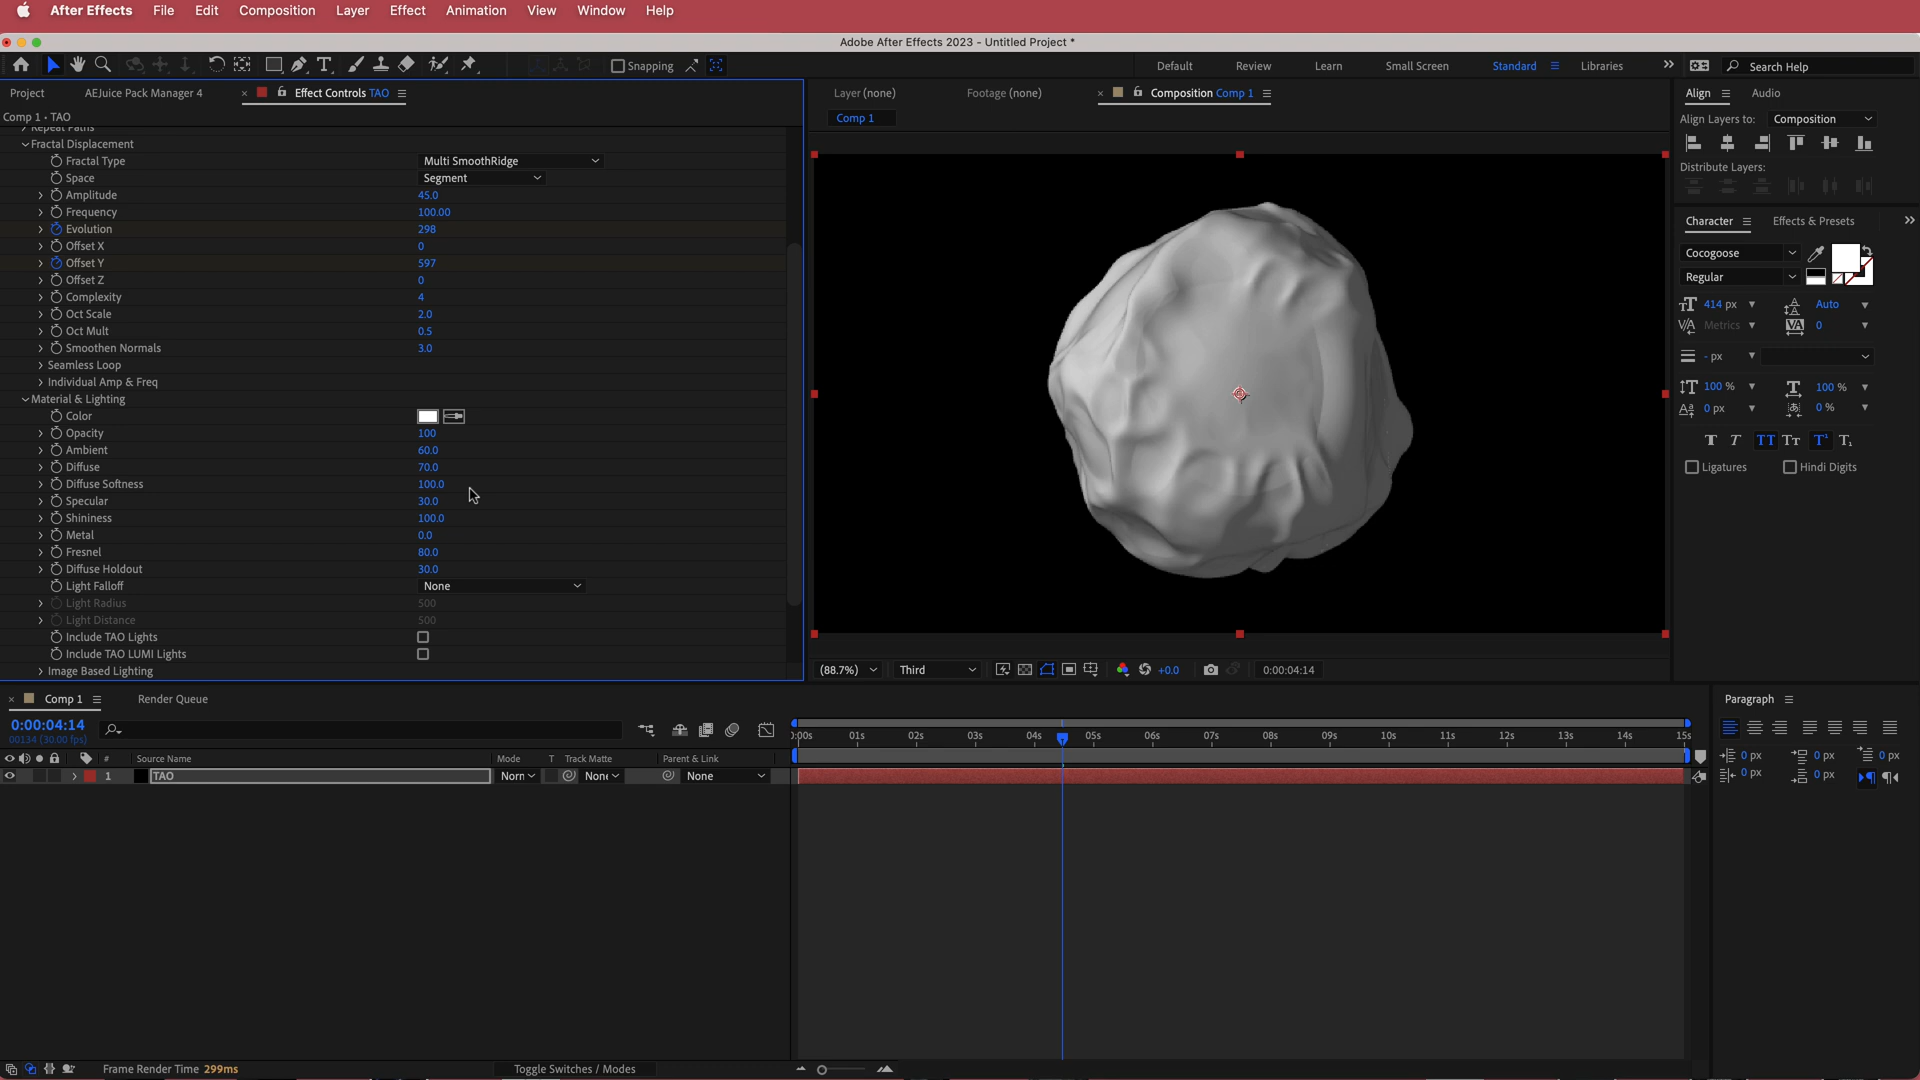 After Effects File Edit Composition Layer Effect Animation View Window Help
Adobe After Effects 2023 - Untitled Project *
Snapping Default Review Learn Small Screen Standard Libraries Search Help
Project AEJuice Pack Manager 4 Effect Controls TAO
Comp 1 • TAO
Repeat Paths
Fractal Displacement
Fractal Type Multi SmoothRidge
Space Segment
Amplitude 45.0
Frequency 100.00
Evolution 298
Offset X 0
Offset Y 597
Offset Z 0
Complexity 4
Oct Scale 2.0
Oct Mult 0.5
Smoothen Normals 3.0
Seamless Loop
Individual Amp & Freq
Material & Lighting
Color
Opacity 100
Ambient 60.0
Diffuse 70.0
Diffuse Softness 100.0
Specular 30.0
Shininess 100.0
Metal 0.0
Fresnel 80.0
Diffuse Holdout 30.0
Light Falloff None
Light Radius 500
Light Distance 500
Include TAO Lights
Include TAO LUMI Lights
Image Based Lighting
Layer (none) Footage (none) Composition Comp 1
Comp 1
(88.7%) Third +0.0 0:00:04:14
Align Audio
Align Layers to: Composition
Distribute Layers:
Character Effects & Presets
Cocogoose
Regular
414 px Auto
Metrics 0
- px
100 % 100 %
0 px 0 %
Ligatures Hindi Digits
Comp 1 Render Queue
0:00:04:14
00134 (30.00 fps)
# Source Name Mode T Track Matte Parent & Link
1 TAO Norn None None
0:00s 01s 02s 03s 04s 05s 06s 07s 08s 09s 10s 11s 12s 13s 14s 15s
Paragraph
0 px 0 px 0 px
0 px 0 px
Frame Render Time 299ms Toggle Switches / Modes